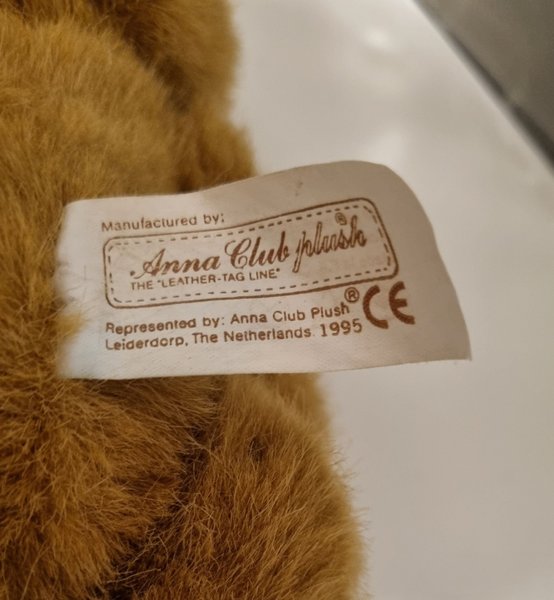 Manufactured by:
Anna Club plush®
THE "LEATHER-TAG LINE"
Represented by: Anna Club Plush® CE
Leiderdorp, The Netherlands. 1995